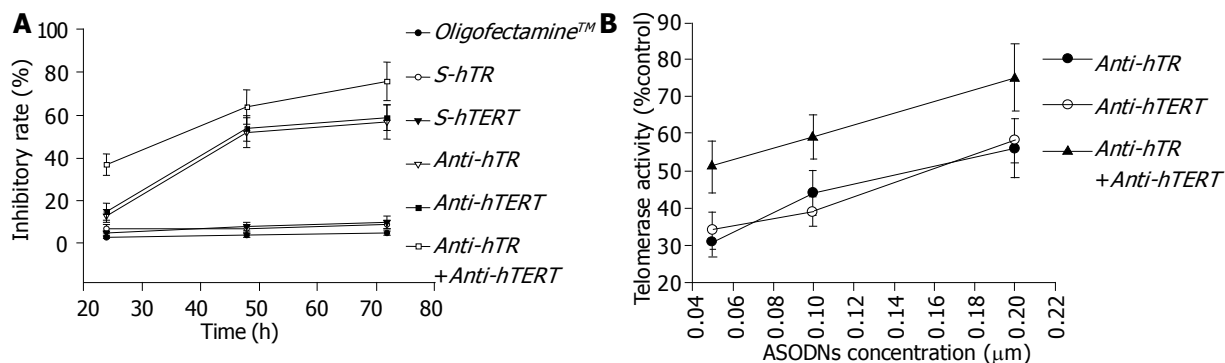 A
Inhibitory rate (%)
100
80
60
40
20
0
20 30 40 50 60 70 80
Time (h)
Oligofectamine™
S-hTR
S-hTERT
Anti-hTR
Anti-hTERT
Anti-hTR
+Anti-hTERT
B
Telomerase activity (%control)
90
80
70
60
50
40
30
20
0.04 0.06 0.08 0.10 0.12 0.14 0.16 0.18 0.20 0.22
ASODNs concentration (μm)
Anti-hTR
Anti-hTERT
Anti-hTR
+Anti-hTERT